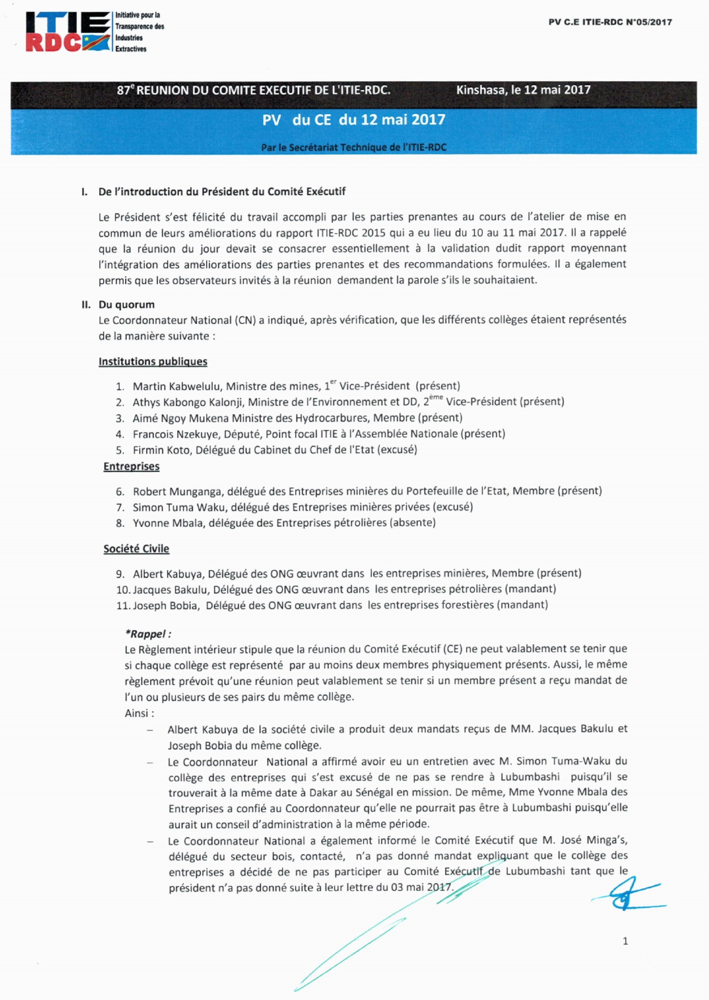 ITIE
RDC
Initiative pour la
Transparence des
Industries
Extractives
PV C.E ITIE-RDC N°05/2017
87e REUNION DU COMITE EXECUTIF DE L'ITIE-RDC. Kinshasa, le 12 mai 2017
PV du CE du 12 mai 2017
Par le Secrétariat Technique de l'ITIE-RDC
I. De l’introduction du Président du Comité Exécutif
Le Président s’est félicité du travail accompli par les parties prenantes au cours de l’atelier de mise en
commun de leurs améliorations du rapport ITIE-RDC 2015 qui a eu lieu du 10 au 11 mai 2017. Il a rappelé
que la réunion du jour devait se consacrer essentiellement à la validation dudit rapport moyennant
l’intégration des améliorations des parties prenantes et des recommandations formulées. Il a également
permis que les observateurs invités à la réunion demandent la parole s’ils le souhaitaient.
II. Du quorum
Le Coordonnateur National (CN) a indiqué, après vérification, que les différents collèges étaient représentés
de la manière suivante :
Institutions publiques
1. Martin Kabwelulu, Ministre des mines, 1er Vice-Président (présent)
2. Athys Kabongo Kalonji, Ministre de l’Environnement et DD, 2ème Vice-Président (présent)
3. Aimé Ngoy Mukena Ministre des Hydrocarbures, Membre (présent)
4. Francois Nzekuye, Député, Point focal ITIE à l’Assemblée Nationale (présent)
5. Firmin Koto, Délégué du Cabinet du Chef de l'Etat (excusé)
Entreprises
6. Robert Munganga, délégué des Entreprises minières du Portefeuille de l’Etat, Membre (présent)
7. Simon Tuma Waku, délégué des Entreprises minières privées (excusé)
8. Yvonne Mbala, déléguée des Entreprises pétrolières (absente)
Société Civile
9. Albert Kabuya, Délégué des ONG œuvrant dans les entreprises minières, Membre (présent)
10. Jacques Bakulu, Délégué des ONG œuvrant dans les entreprises pétrolières (mandant)
11. Joseph Bobia, Délégué des ONG œuvrant dans les entreprises forestières (mandant)
*Rappel :
Le Règlement intérieur stipule que la réunion du Comité Exécutif (CE) ne peut valablement se tenir que
si chaque collège est représenté par au moins deux membres physiquement présents. Aussi, le même
règlement prévoit qu’une réunion peut valablement se tenir si un membre présent a reçu mandat de
l’un ou plusieurs de ses pairs du même collège.
Ainsi :
– Albert Kabuya de la société civile a produit deux mandats reçus de MM. Jacques Bakulu et
Joseph Bobia du même collège.
– Le Coordonnateur National a affirmé avoir eu un entretien avec M. Simon Tuma-Waku du
collège des entreprises qui s’est excusé de ne pas se rendre à Lubumbashi puisqu’il se
trouverait à la même date à Dakar au Sénégal en mission. De même, Mme Yvonne Mbala des
Entreprises a confié au Coordonnateur qu’elle ne pourrait pas être à Lubumbashi puisqu’elle
aurait un conseil d’administration à la même période.
– Le Coordonnateur National a également informé le Comité Exécutif que M. José Minga’s,
délégué du secteur bois, contacté, n’a pas donné mandat expliquant que le collège des
entreprises a décidé de ne pas participer au Comité Exécutif de Lubumbashi tant que le
président n’a pas donné suite à leur lettre du 03 mai 2017.
1